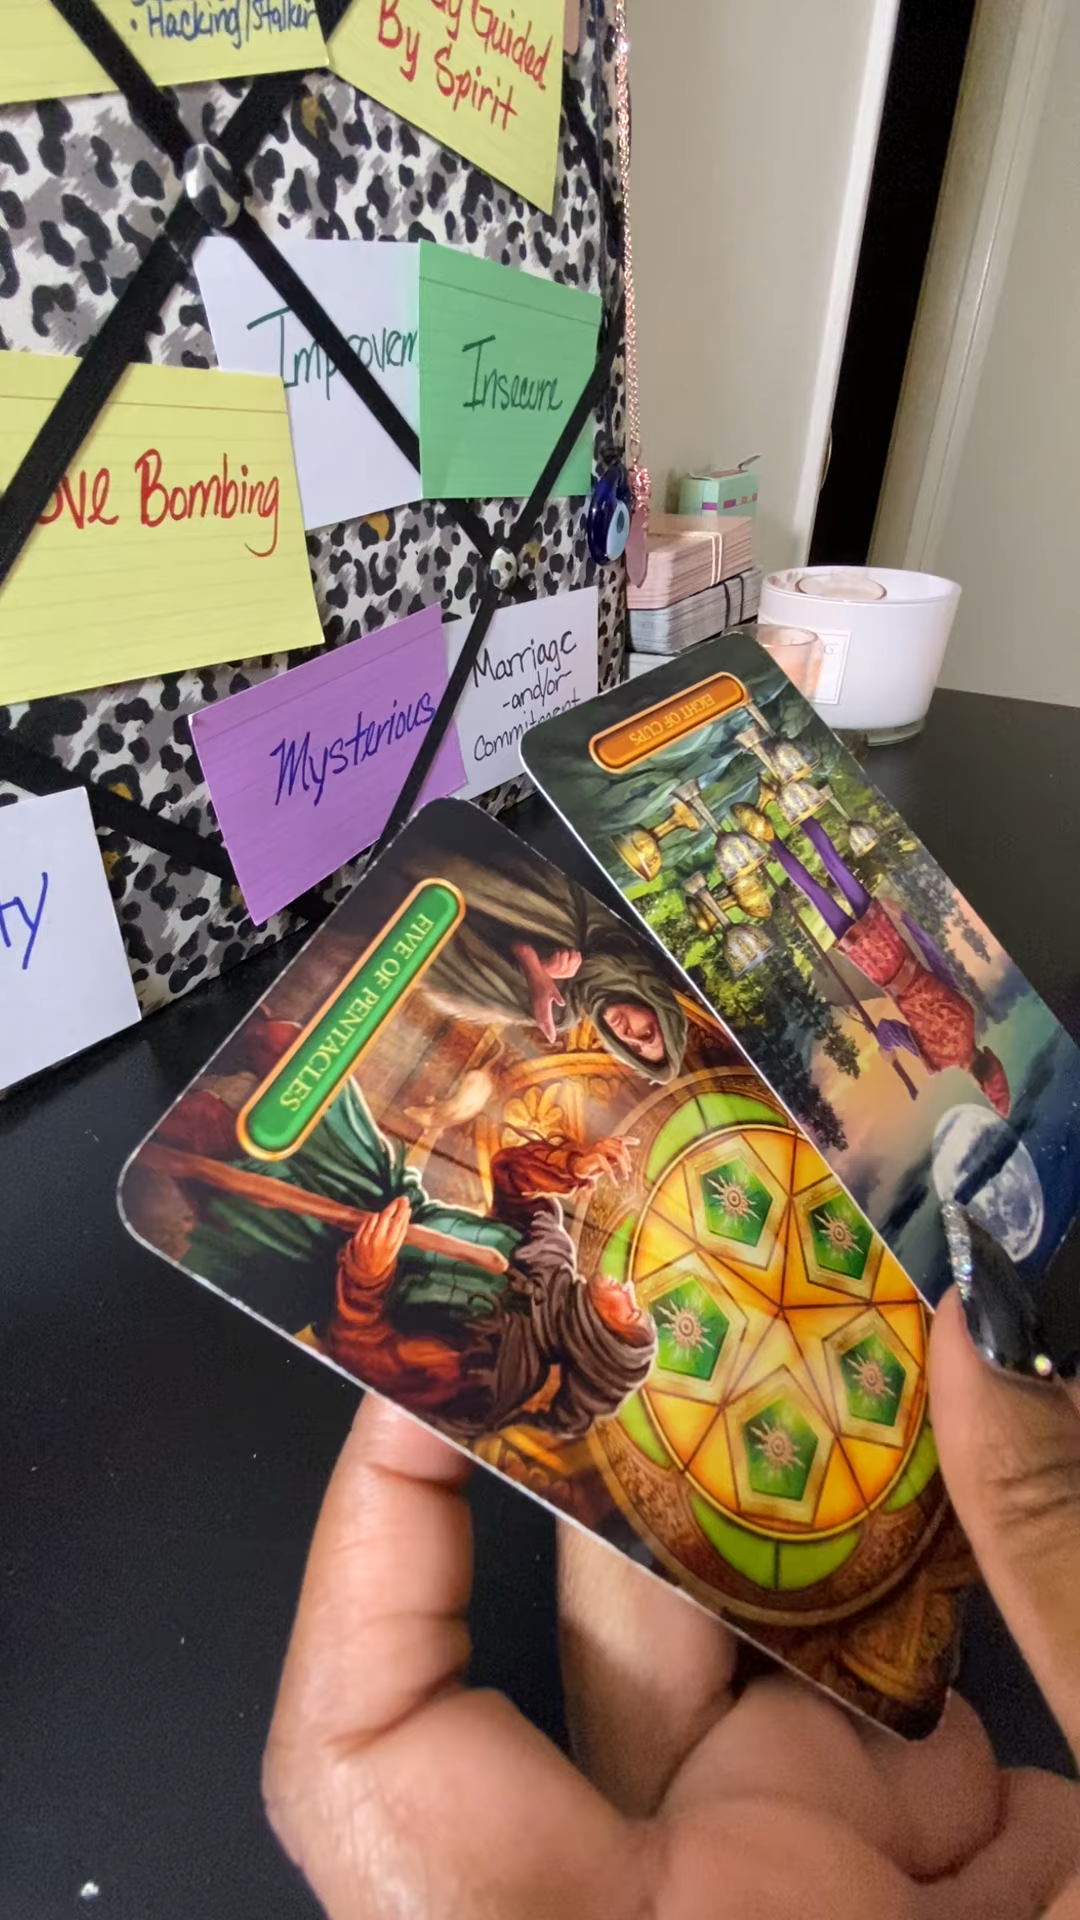 • Hacking/Stalker
Guided
By Spirit
Improvem
Insecure
ove Bombing
Mysterious
Marriage
-and/or-
Commitment
ty
EIGHT OF CUPS
FIVE OF PENTACLES